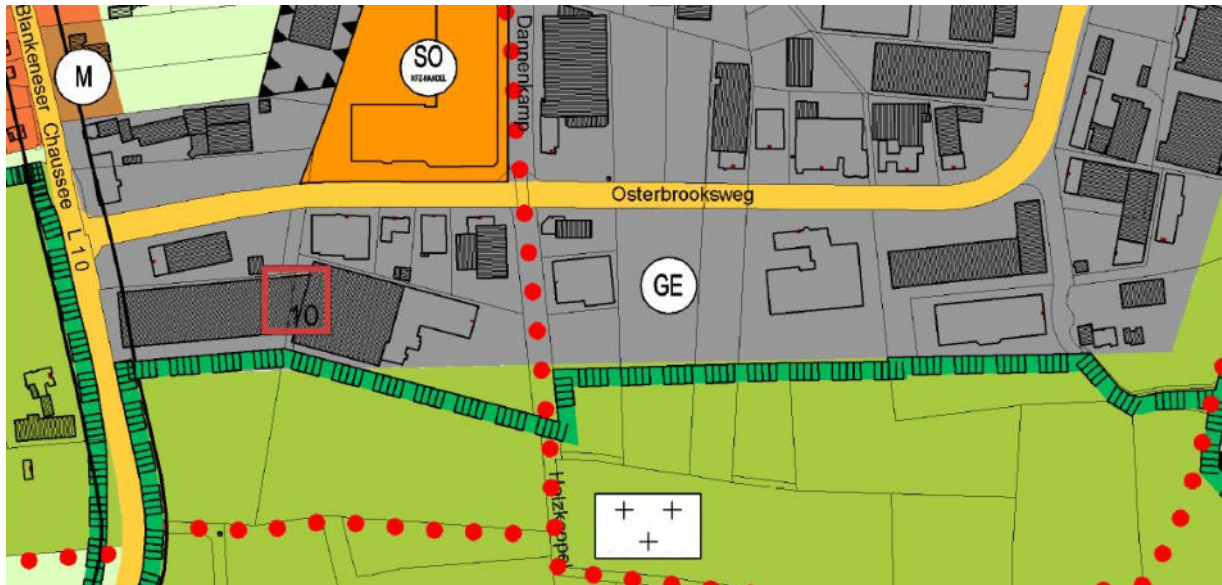 Blankeneser Chaussee
L 10
M
SO
KFZ-HANDEL
Dannenkamp
Osterbrooksweg
GE
10
Holzkoppel